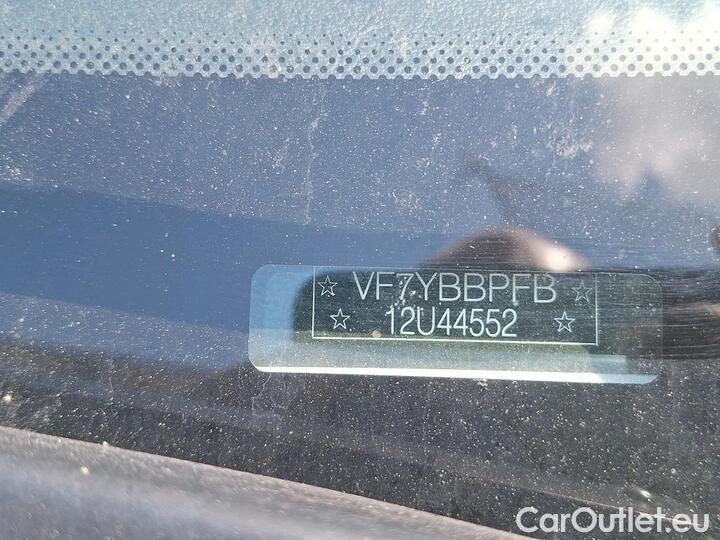 ☆ VF7YBBPFB ☆
☆ 12U44552 ☆
CarOutlet.eu